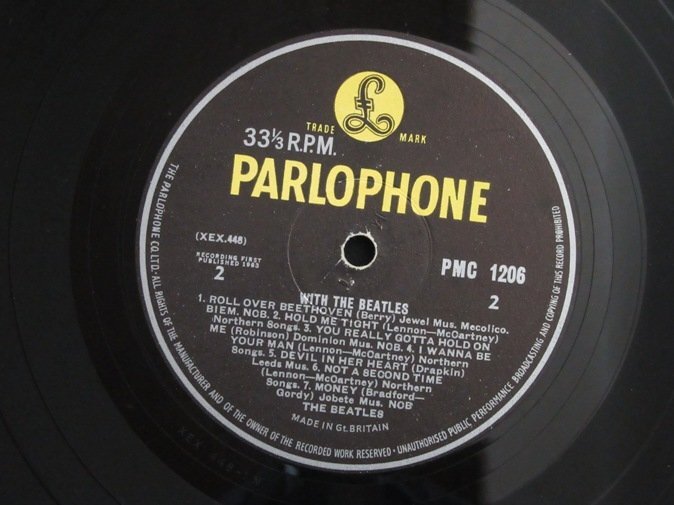 TRADE MARK
33⅓ R.P.M.
PARLOPHONE
(XEX.448)
RECORDING FIRST
PUBLISHED 1963
2
PMC 1206
2
WITH THE BEATLES
1. ROLL OVER BEETHOVEN (Berry) Jewel Mus. Mecolico.
BIEM. NCB. 2. HOLD ME TIGHT (Lennon—McCartney)
Northern Songs. 3. YOU REALLY GOTTA HOLD ON
ME (Robinson) Dominion Mus. NCB. 4. I WANNA BE
YOUR MAN (Lennon—McCartney) Northern
Songs. 5. DEVIL IN HER HEART (Drapkin)
Leeds Mus. 6. NOT A SECOND TIME
(Lennon—McCartney) Northern
Songs. 7. MONEY (Bradford—
Gordy) Jobete Mus. NCB
THE BEATLES
MADE IN Gt. BRITAIN
THE PARLOPHONE CO. LTD.·ALL RIGHTS OF THE MANUFACTURER AND OF THE OWNER OF THE RECORDED WORK RESERVED·UNAUTHORISED PUBLIC PERFORMANCE BROADCASTING AND COPYING OF THIS RECORD PROHIBITED